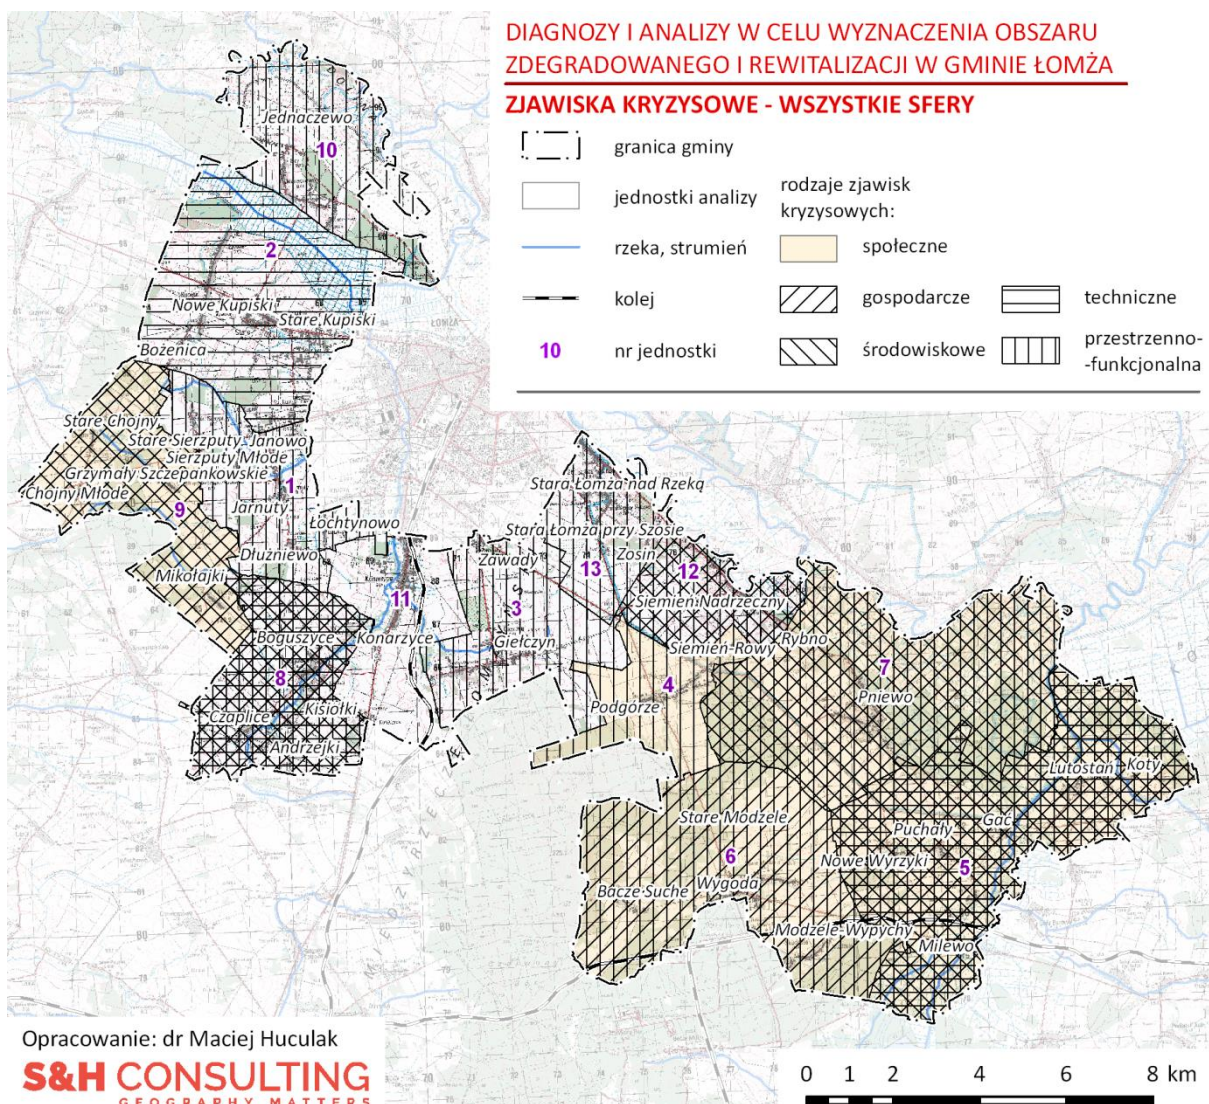 DIAGNOZY I ANALIZY W CELU WYZNACZENIA OBSZARU
ZDEGRADOWANEGO I REWITALIZACJI W GMINIE ŁOMŻA
ZJAWISKA KRYZYSOWE - WSZYSTKIE SFERY
granica gminy
jednostki analizy
rodzaje zjawisk
kryzysowych:
rzeka, strumień
społeczne
kolej
gospodarcze
techniczne
10
nr jednostki
środowiskowe
przestrzenno-
-funkcjonalna
Jednaczewo
10
2
Nowe Kupiski
Stare Kupiski
ŁOMŻA
Bożenica
Stare Chojny
Stare Sierzputy
Janowo
Sierzputy Młode
Grzymały Szczepankowskie
Chojny Młode
1
9
Jarnuty
Łochtynowo
Dłużniewo
Mikołajki
11
Boguszyce
Konarzyce
8
Kisiołki
Czaplice
Andrzejki
Stara Łomża nad Rzeką
Stara Łomża przy Szosie
Zawady
Zosin
13
12
3
Siemień Nadrzeczny
Giełczyn
Siemień-Rowy
Rybno
4
7
Podgórze
Pniewo
Lutostań
Koty
Stare Modzele
Gać
Puchały
6
Nowe Wyrzyki
5
Wygoda
Bacze Suche
Modzele-Wypychy
Milewo
Opracowanie: dr Maciej Huculak
S&H CONSULTING
GEOGRAPHY MATTERS
0 1 2 4 6 8 km